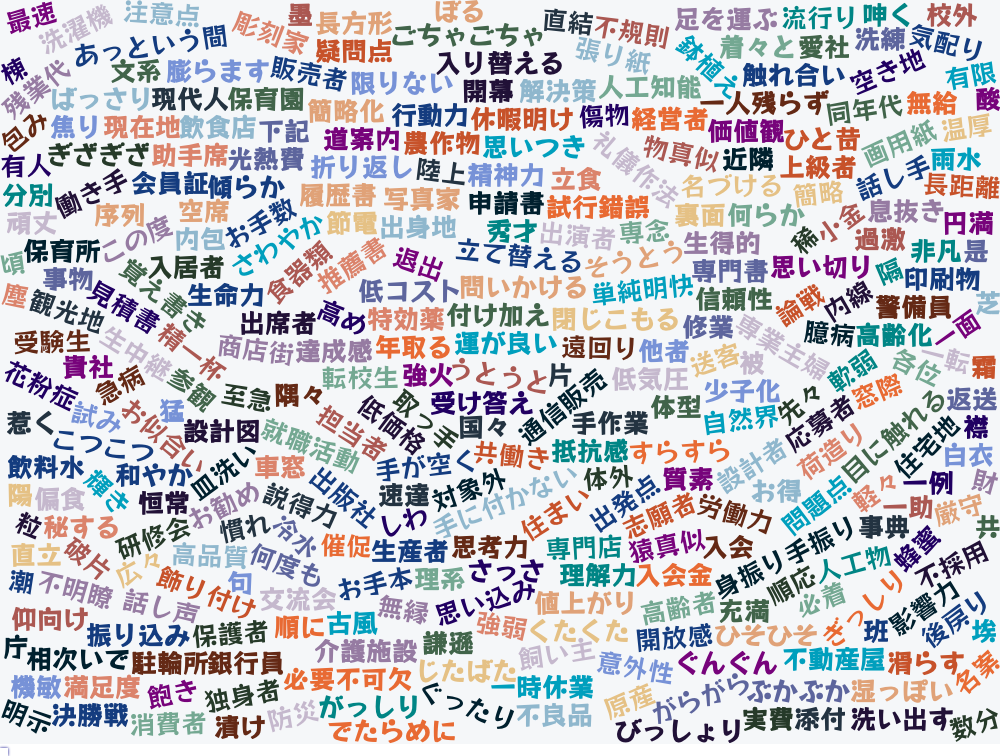 最速 洗濯機 注意点 あっという間 彫刻家 墨 長方形 疑問点 ぼる ごちゃごちゃ 直結 不規則 張り紙 足を運ぶ 流行り 呻く 校外
棟 残業代 文系 膨らます 販売者 限りない 入り替える 鉢植え 着々と 愛社 洗練 気配り
ばっさり 現代人 保育園 簡略化 開幕 解決策 人工知能 触れ合い 空き地 有限
包み 焦り 現在地 飲食店 下記 行動力 休暇明け 傷物 経営者 一人残らず 同年代 無給 酸
有人 ぎざぎざ 助手席 光熱費 道案内 農作物 思いつき 礼儀作法 物真似 価値観 近隣 ひと苗 上級者 画用紙 温厚
分別 働き手 会員証 傾らか 折り返し 陸上 精神力 立食 名づける 簡略 話し手 雨水 長距離
頑丈 序列 空席 お手数 履歴書 写真家 申請書 試行錯誤 裏面 何らか 稀 小金 息抜き 円満
頃 保育所 この度 内包 さわやか 節電 出身地 秀才 出演者 専念 生得的 過激 非凡 是
事物 覚え書き 入居者 食器類 推薦書 退出 立て替える そうとう 専門書 思い切り 隔 印刷物
塵 観光地 見積書 生命力 低コスト 問いかける 単純明快 信頼性 論戦 内線 警備員 芝
受験生 生中継 精一杯 出席者 高め 特効薬 付け加え 閉じこもる 修業 専業主婦 臆病 高齢化 一面
貴社 商店街 達成感 年取る 運が良い 遠回り 他者 送客 被 軟弱 各位 一転 霜
花粉症 急病 参観 至急 隅々 転校生 強火 うとうと 片 低気圧 少子化 先々 窓際 返送
惹く 試み お似合い 猛 設計図 就職活動 担当者 低価格 取っ手 受け答え 国々 通信販売 手作業 体型 自然界 応募者 目に触れる 住宅地 襟
こつこつ 飲料水 輝き 和やか 皿洗い 車窓 手が空く 共働き 抵抗感 すらすら 設計者 荷造り 白衣
陽 偏食 恒常 お勧め 説得力 出版社 速達 対象外 手に付かない 体外 出発点 質素 お得 問題点 軽々 一例 財
粒 秘する 研修会 慣れ 冷水 しわ 住まい 志願者 労働力 一助 厳守 共
直立 破片 広々 高品質 何度も 催促 生産者 思考力 専門店 猿真似 入会 身振り手振り 事典 蜂蜜 不採用
潮 不明瞭 飾り付け 句 お手本 理系 さっさ 理解力 入会金 順応 人工物
仰向け 話し声 交流会 無縁 思い込み 値上がり 高齢者 充満 必着 ぎっしり 影響力
庁 振り込み 保護者 順に 古風 強弱 くたくた 開放感 ひそひそ 班 後戻り 埃
相次いで 駐輪所 銀行員 介護施設 謙遜 飼い主 意外性 ぐんぐん 不動産屋 滑らす 名案
機敏 満足度 飽き 独身者 必要不可欠 じたばた 一時休業 原産 がらがら ぷかぷか 湿っぽい
明示 決勝戦 消費者 漬け 防災 がっしり でたらめに ぐったり 不良品 びっしょり 実費 添付 洗い出す 数分